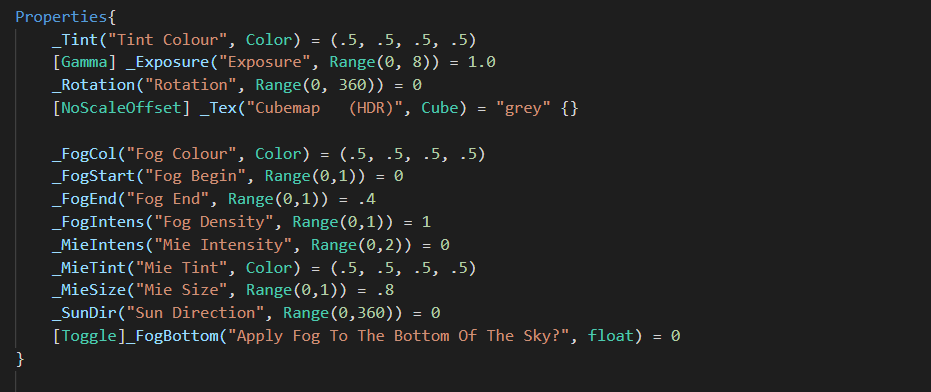 Properties{
_Tint("Tint Colour", Color) = (.5, .5, .5, .5)
[Gamma] _Exposure("Exposure", Range(0, 8)) = 1.0
_Rotation("Rotation", Range(0, 360)) = 0
[NoScaleOffset] _Tex("Cubemap   (HDR)", Cube) = "grey" {}
_FogCol("Fog Colour", Color) = (.5, .5, .5, .5)
_FogStart("Fog Begin", Range(0,1)) = 0
_FogEnd("Fog End", Range(0,1)) = .4
_FogIntens("Fog Density", Range(0,1)) = 1
_MieIntens("Mie Intensity", Range(0,2)) = 0
_MieTint("Mie Tint", Color) = (.5, .5, .5, .5)
_MieSize("Mie Size", Range(0,1)) = .8
_SunDir("Sun Direction", Range(0,360)) = 0
[Toggle]_FogBottom("Apply Fog To The Bottom Of The Sky?", float) = 0
}